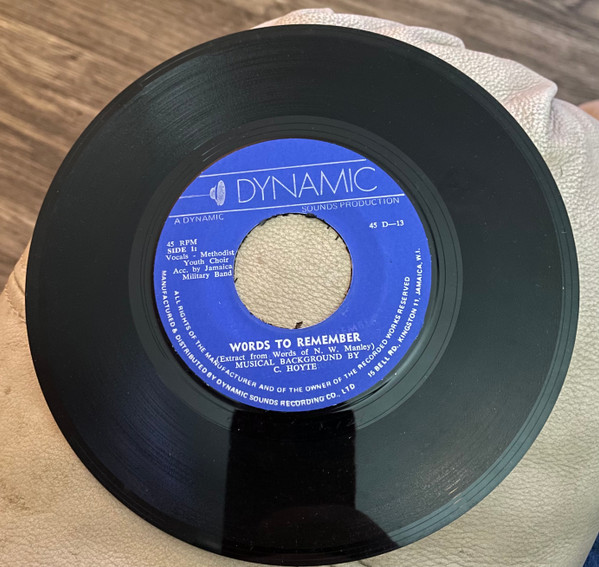 DYNAMIC
A DYNAMIC SOUNDS PRODUCTION
45 D—13
45 RPM
SIDE II
Vocals - Methodist
Youth Choir
Acc. by Jamaica
Military Band
WORDS TO REMEMBER
(Extract from Words of N. W. Manley)
MUSICAL BACKGROUND BY
C. HOYTE
ALL RIGHTS OF THE MANUFACTURER AND OF THE OWNER OF THE RECORDED WORKS RESERVED
MANUFACTURED & DISTRIBUTED BY DYNAMIC SOUNDS RECORDING CO., LTD 15 BELL RD., KINGSTON 11, JAMAICA, W.I.